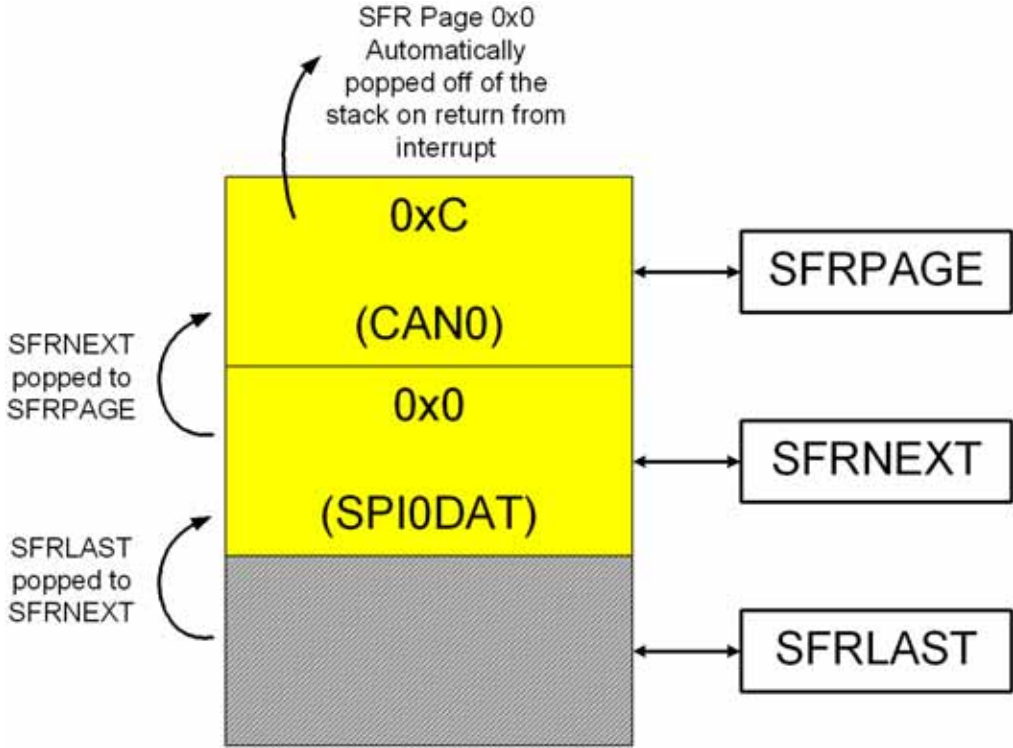 SFR Page 0x0
Automatically
popped off of the
stack on return from
interrupt
0xC
(CAN0)
SFRPAGE
SFRNEXT
popped to
SFRPAGE
0x0
(SPI0DAT)
SFRNEXT
SFRLAST
popped to
SFRNEXT
SFRLAST